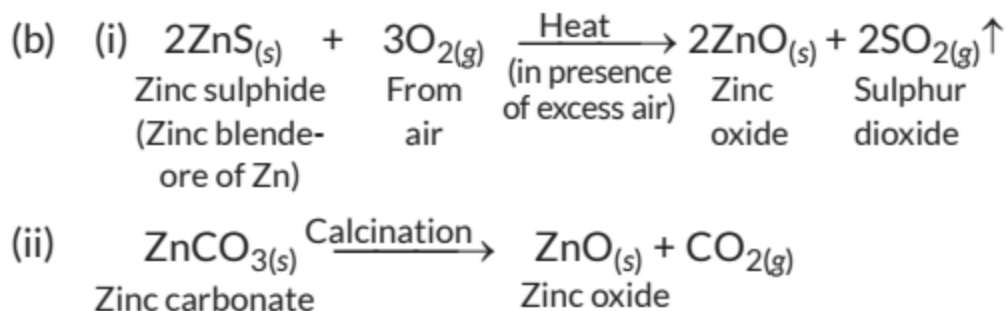 (b) (i) 2ZnS(s) + 3O2(g) Heat (in presence of excess air) → 2ZnO(s) + 2SO2(g)↑
Zinc sulphide From Zinc Sulphur
(Zinc blende- air oxide dioxide
ore of Zn)
(ii) ZnCO3(s) Calcination → ZnO(s) + CO2(g)
Zinc carbonate Zinc oxide